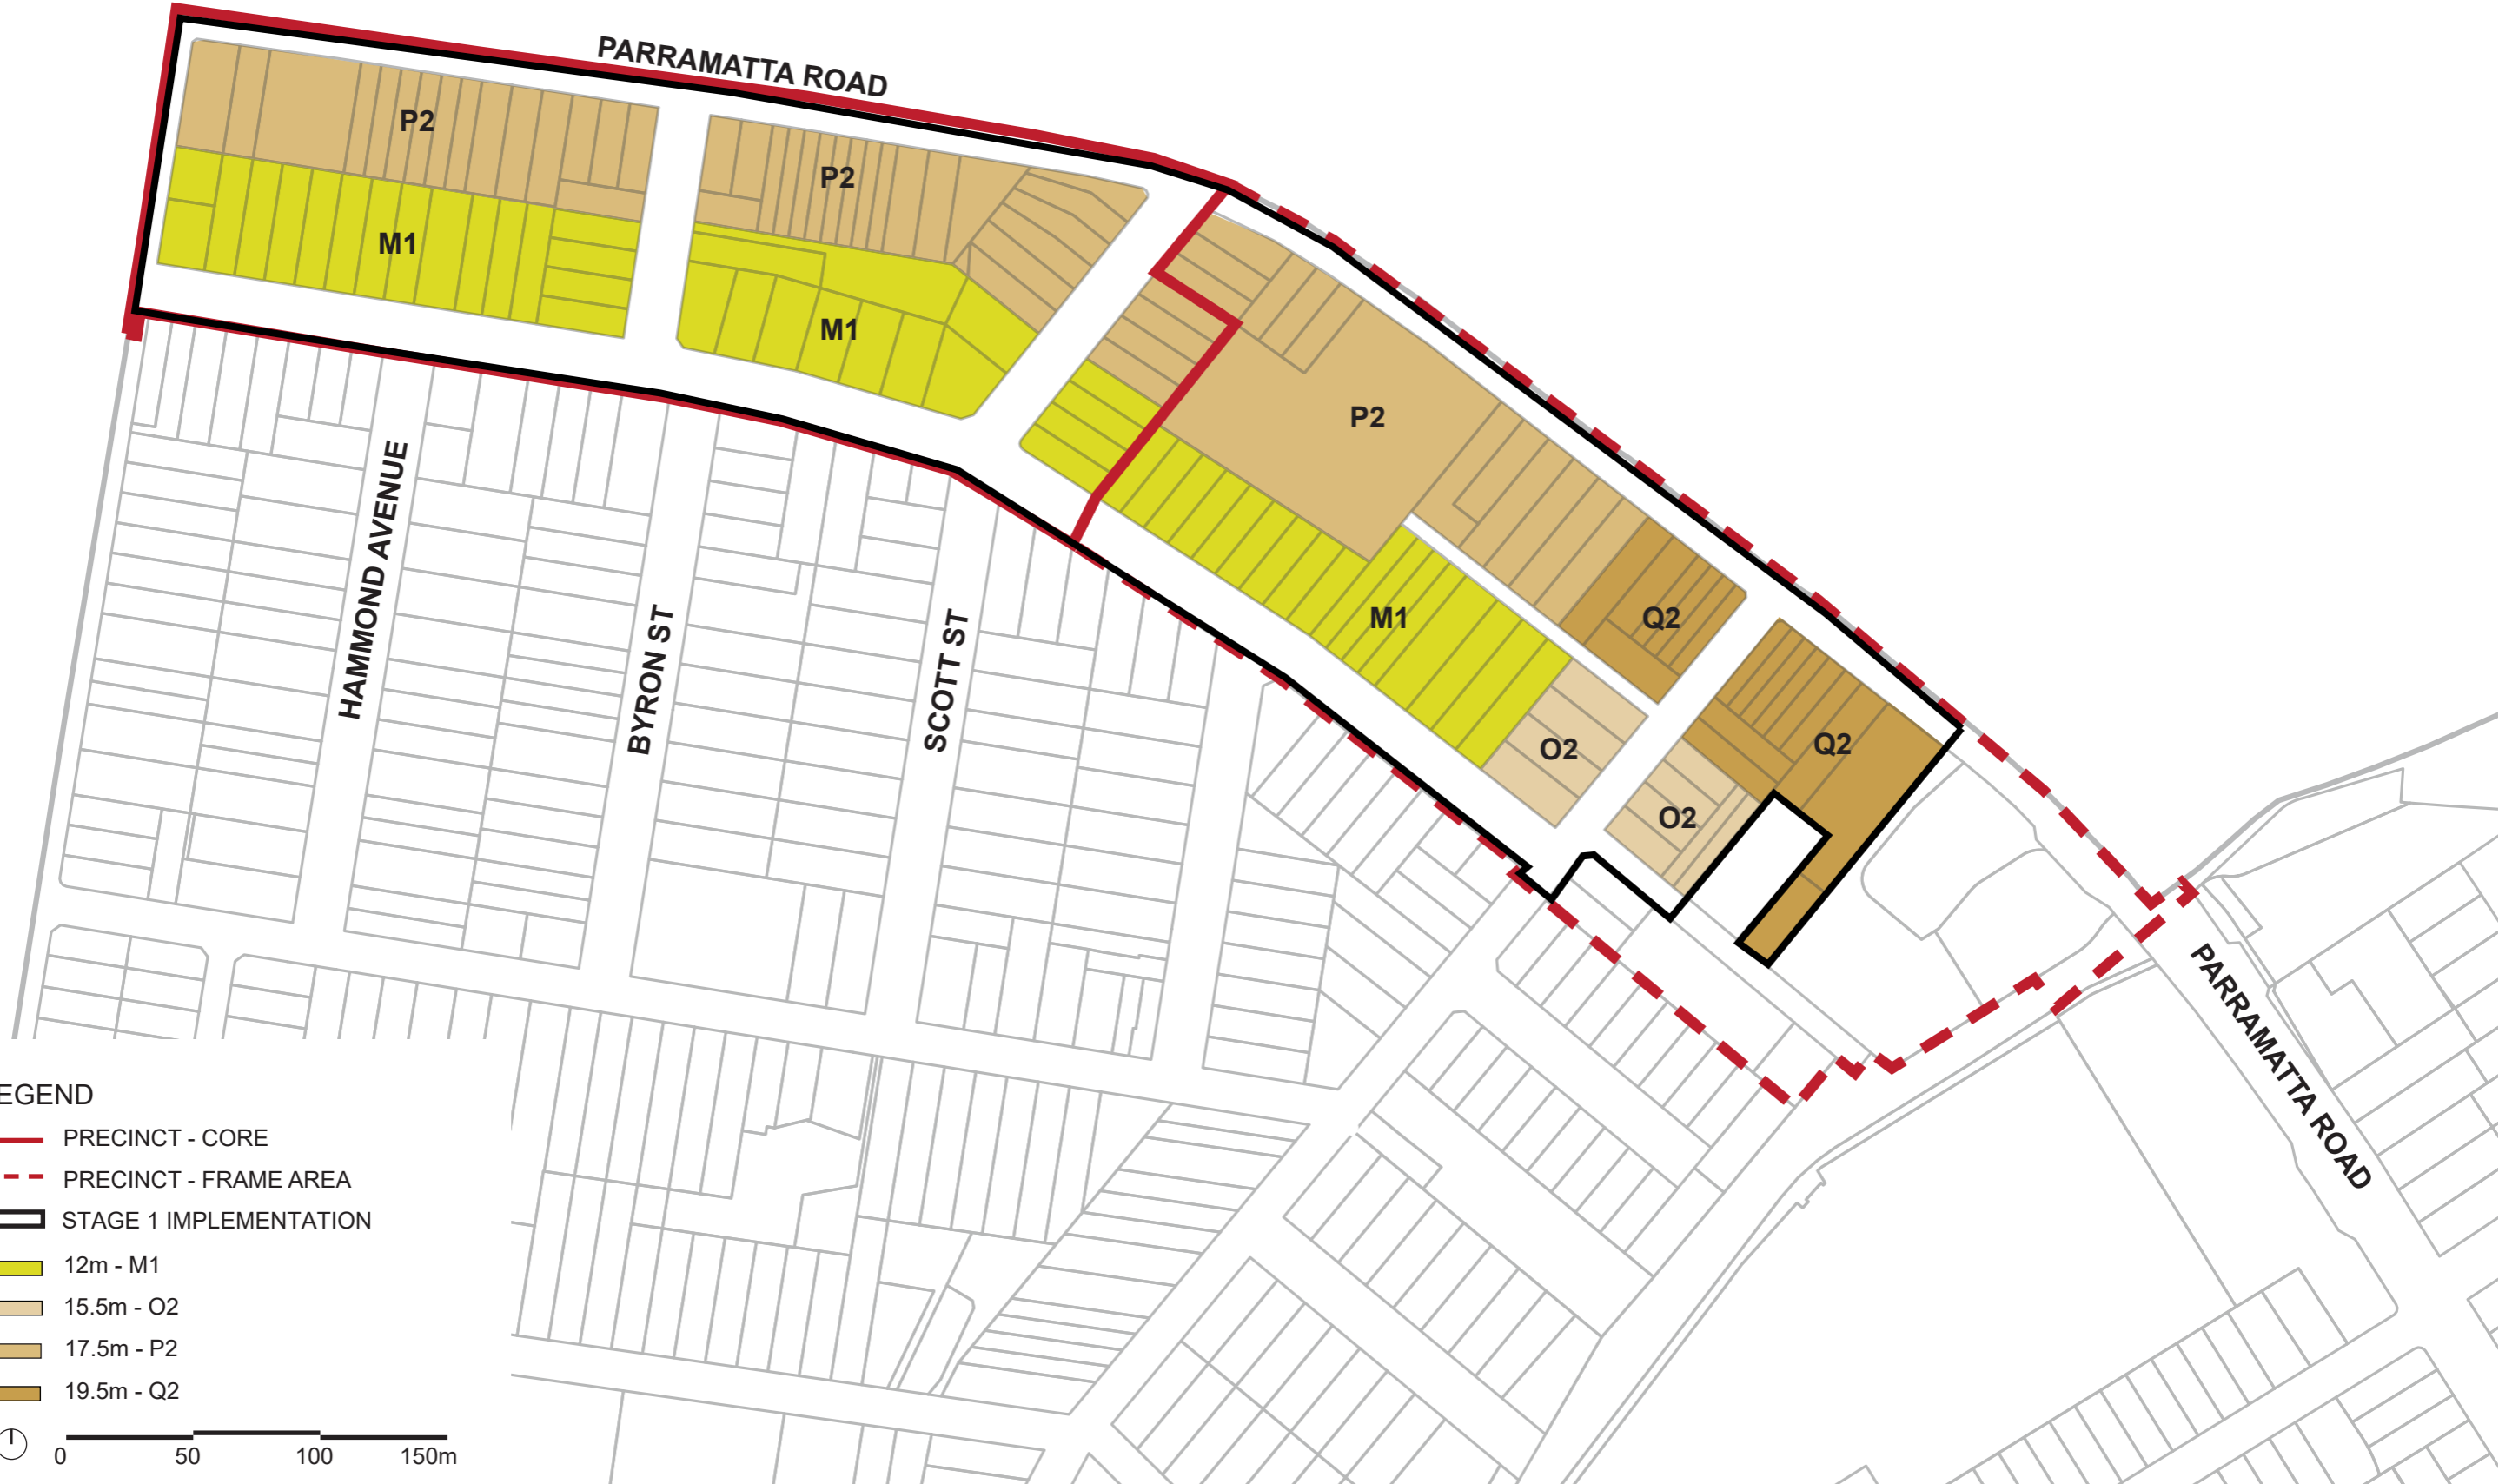 PARRAMATTA ROAD
P2
P2
M1
M1
P2
M1
Q2
Q2
O2
O2
HAMMOND AVENUE
BYRON ST
SCOTT ST
PARRAMATTA ROAD
EGEND
PRECINCT - CORE
PRECINCT - FRAME AREA
STAGE 1 IMPLEMENTATION
12m - M1
15.5m - O2
17.5m - P2
19.5m - Q2
0 50 100 150m